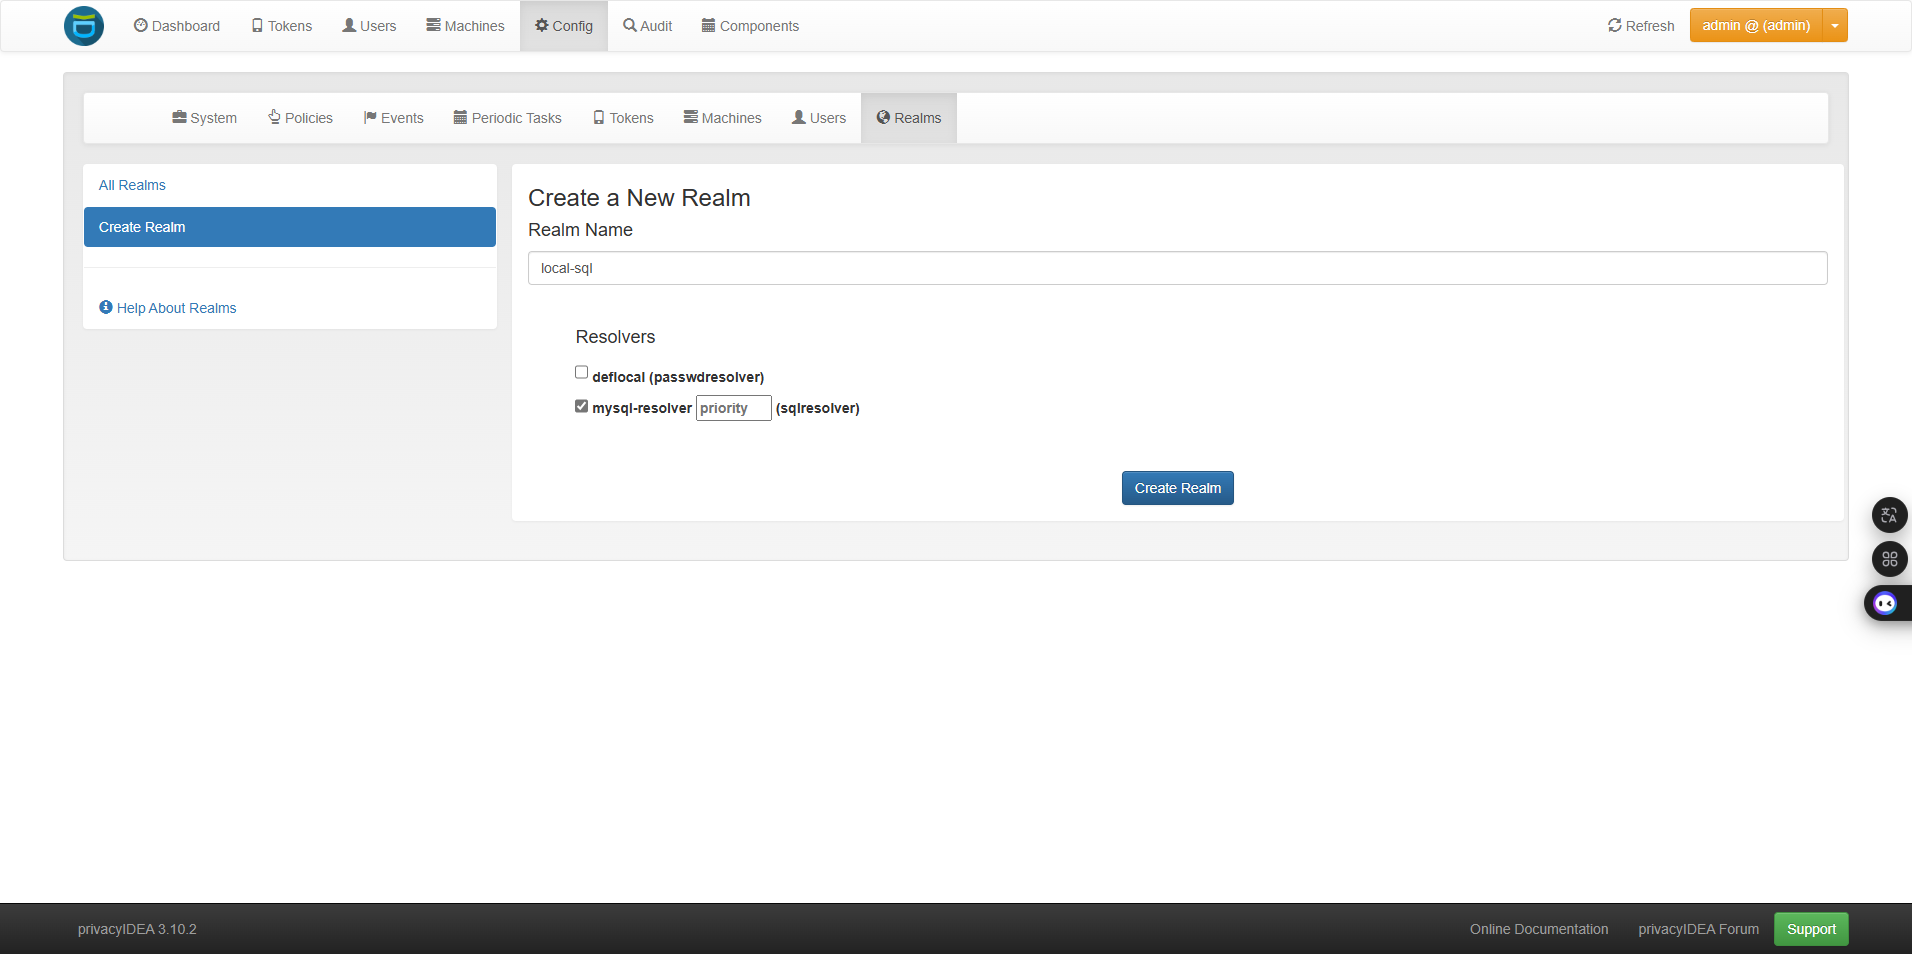 Dashboard Tokens Users Machines Config Audit Components Refresh admin @ (admin)
System Policies Events Periodic Tasks Tokens Machines Users Realms
All Realms
Create Realm
Help About Realms
Create a New Realm
Realm Name
local-sql
Resolvers
deflocal (passwdresolver)
mysql-resolver priority (sqlresolver)
Create Realm
privacyIDEA 3.10.2 Online Documentation privacyIDEA Forum Support